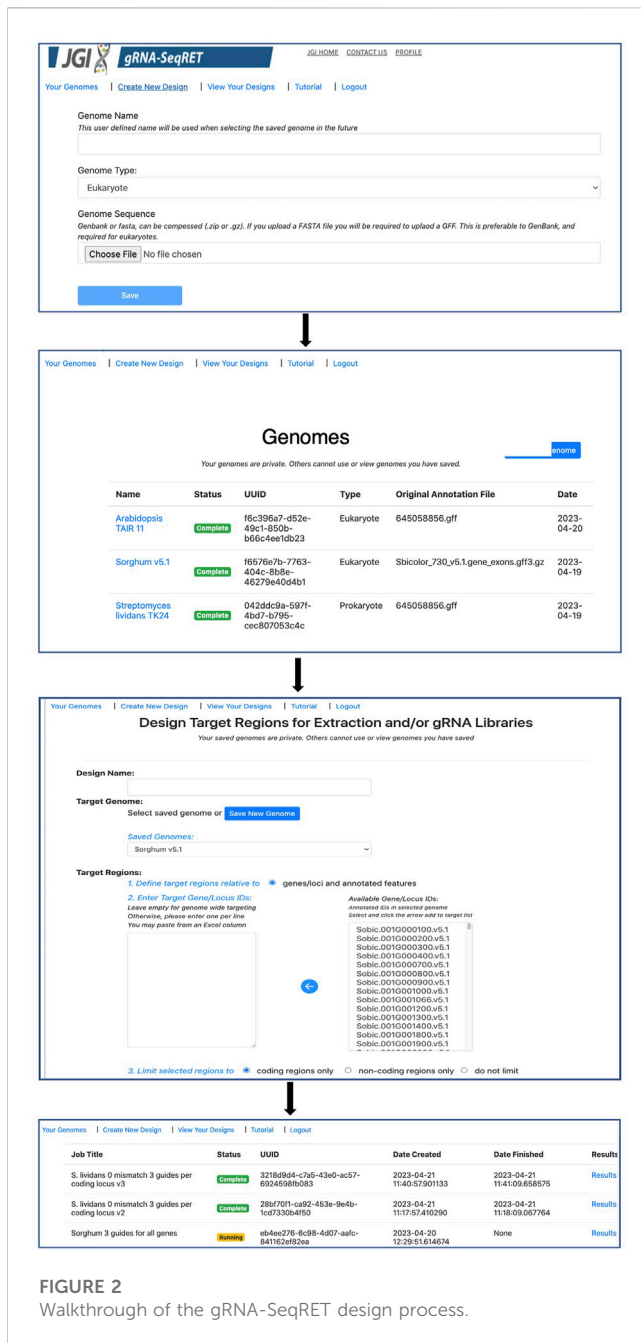 JGI gRNA-SeqRET
JGI HOME CONTACT US PROFILE
Your Genomes | Create New Design | View Your Designs | Tutorial | Logout
Genome Name
This user defined name will be used when selecting the saved genome in the future
Genome Type:
Eukaryote
Genome Sequence
Genbank or fasta, can be compessed (.zip or .gz). If you upload a FASTA file you will be required to uplaod a GFF. This is preferable to GenBank, and
required for eukaryotes.
Choose File No file chosen
Save
Your Genomes | Create New Design | View Your Designs | Tutorial | Logout
Genomes
enome
Your genomes are private. Others cannot use or view genomes you have saved.
Name Status UUID Type Original Annotation File Date
Arabidopsis TAIR 11 Complete f6c396a7-d52e-49c1-850b-b66c4ee1db23 Eukaryote 645058856.gff 2023-04-20
Sorghum v5.1 Complete f6576e7b-7763-404c-8b8e-46279e40d4b1 Eukaryote Sbicolor_730_v5.1.gene_exons.gff3.gz 2023-04-19
Streptomyces lividans TK24 Complete 042ddc9a-597f-4bd7-b795-cec807053c4c Prokaryote 645058856.gff 2023-04-19
Your Genomes | Create New Design | View Your Designs | Tutorial | Logout
Design Target Regions for Extraction and/or gRNA Libraries
Your saved genomes are private. Others cannot use or view genomes you have saved
Design Name:
Target Genome:
Select saved genome or Save New Genome
Saved Genomes:
Sorghum v5.1
Target Regions:
1. Define target regions relative to genes/loci and annotated features
2. Enter Target Gene/Locus IDs:
Leave empty for genome wide targeting
Otherwise, please enter one per line
You may paste from an Excel column
Available Gene/Locus IDs:
Annotated IDs in selected genome
Select and click the arrow add to target list
Sobic.001G000100.v5.1
Sobic.001G000200.v5.1
Sobic.001G000300.v5.1
Sobic.001G000400.v5.1
Sobic.001G000700.v5.1
Sobic.001G000800.v5.1
Sobic.001G000900.v5.1
Sobic.001G001000.v5.1
Sobic.001G001066.v5.1
Sobic.001G001200.v5.1
Sobic.001G001300.v5.1
Sobic.001G001400.v5.1
Sobic.001G001800.v5.1
Sobic.001G001900.v5.1
3. Limit selected regions to coding regions only non-coding regions only do not limit
Your Genomes | Create New Design | View Your Designs | Tutorial | Logout
Job Title Status UUID Date Created Date Finished Results
S. lividans 0 mismatch 3 guides per coding locus v3 Complete 3218d9d4-c7a5-43e0-ac57-6924598fb083 2023-04-21 11:40:57.901133 2023-04-21 11:41:09.658575 Results
S. lividans 0 mismatch 3 guides per coding locus v2 Complete 28bf70f1-ca92-453e-9e4b-1cd7330b4f50 2023-04-21 11:17:57.410290 2023-04-21 11:18:09.067764 Results
Sorghum 3 guides for all genes Running eb4ee276-6c98-4d07-aafc-841162ef82ea 2023-04-20 12:29:51.614674 None Results
FIGURE 2
Walkthrough of the gRNA-SeqRET design process.